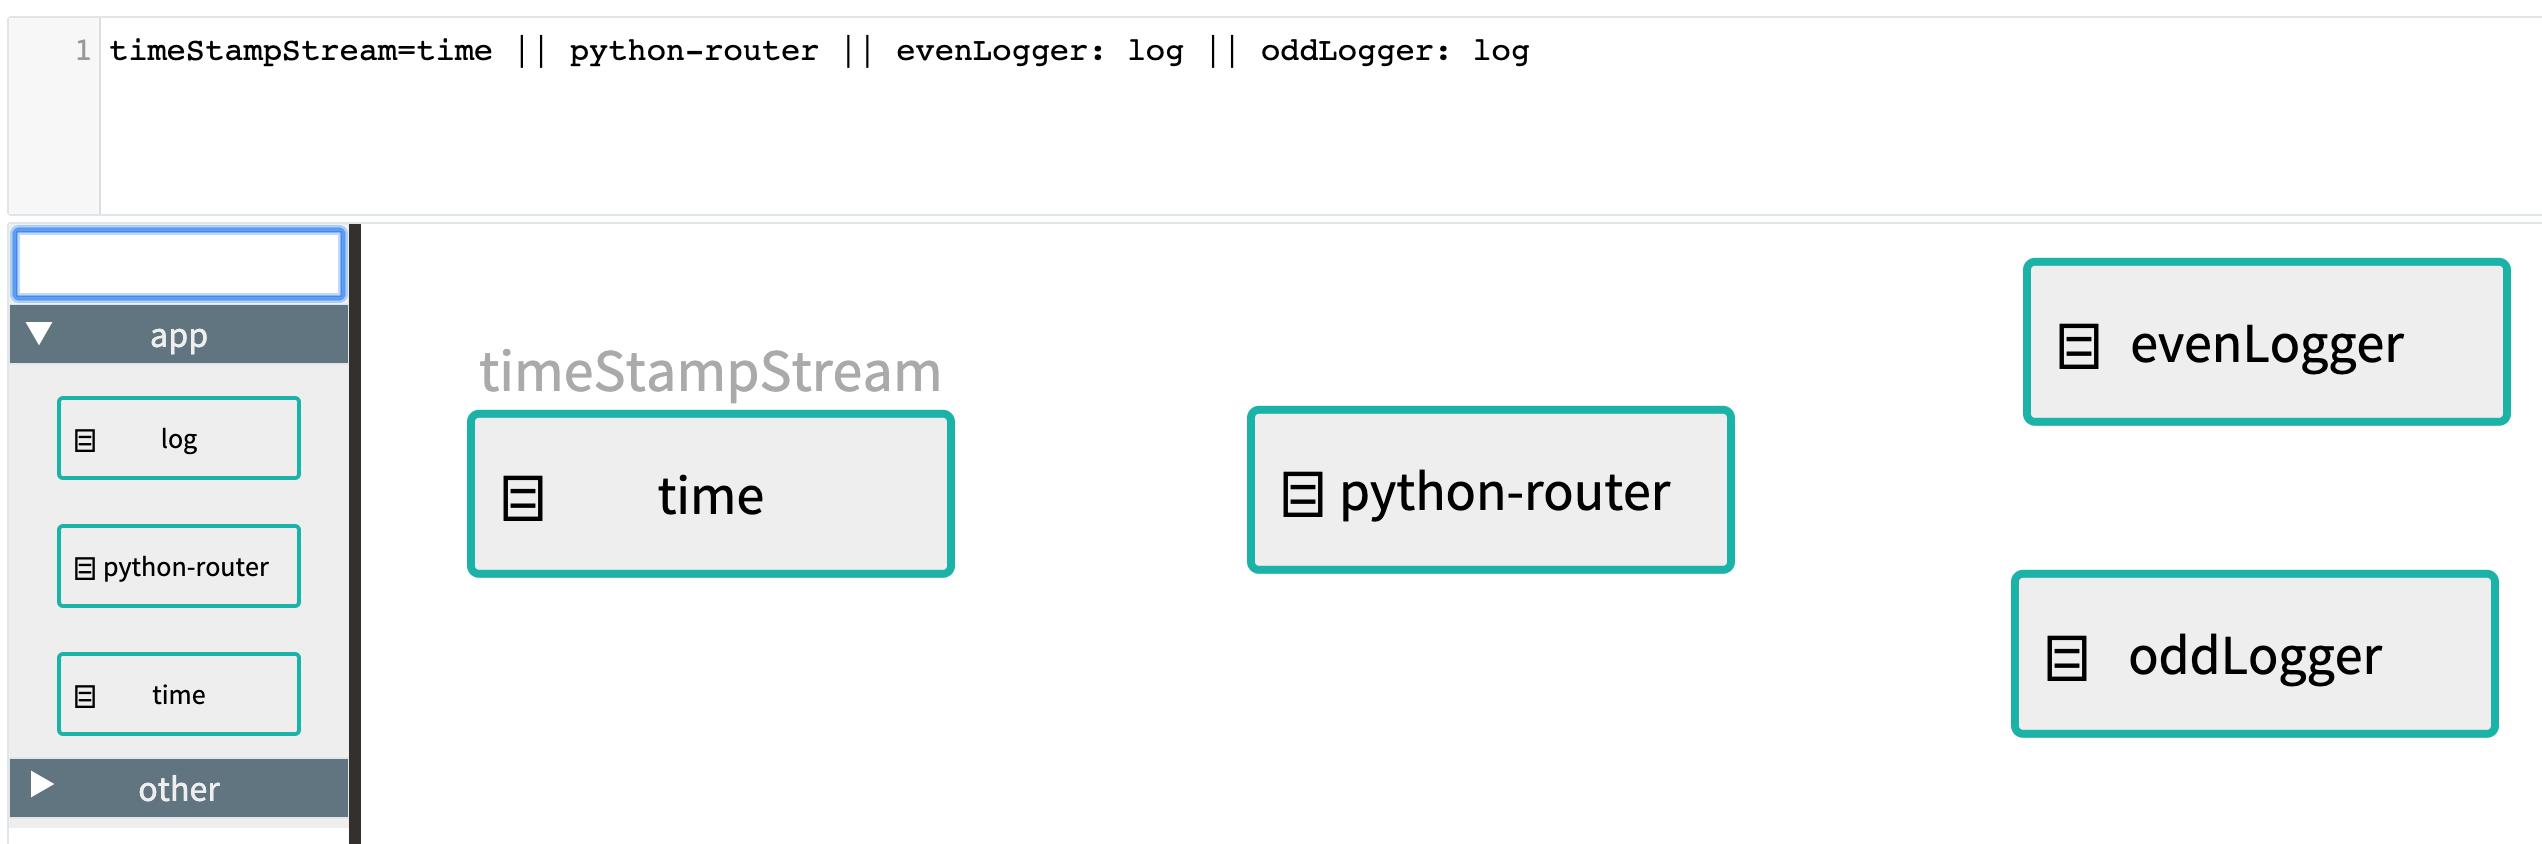 1 timeStampStream=time || python-router || evenLogger: log || oddLogger: log
app
log
python-router
time
other
timeStampStream
time
python-router
evenLogger
oddLogger